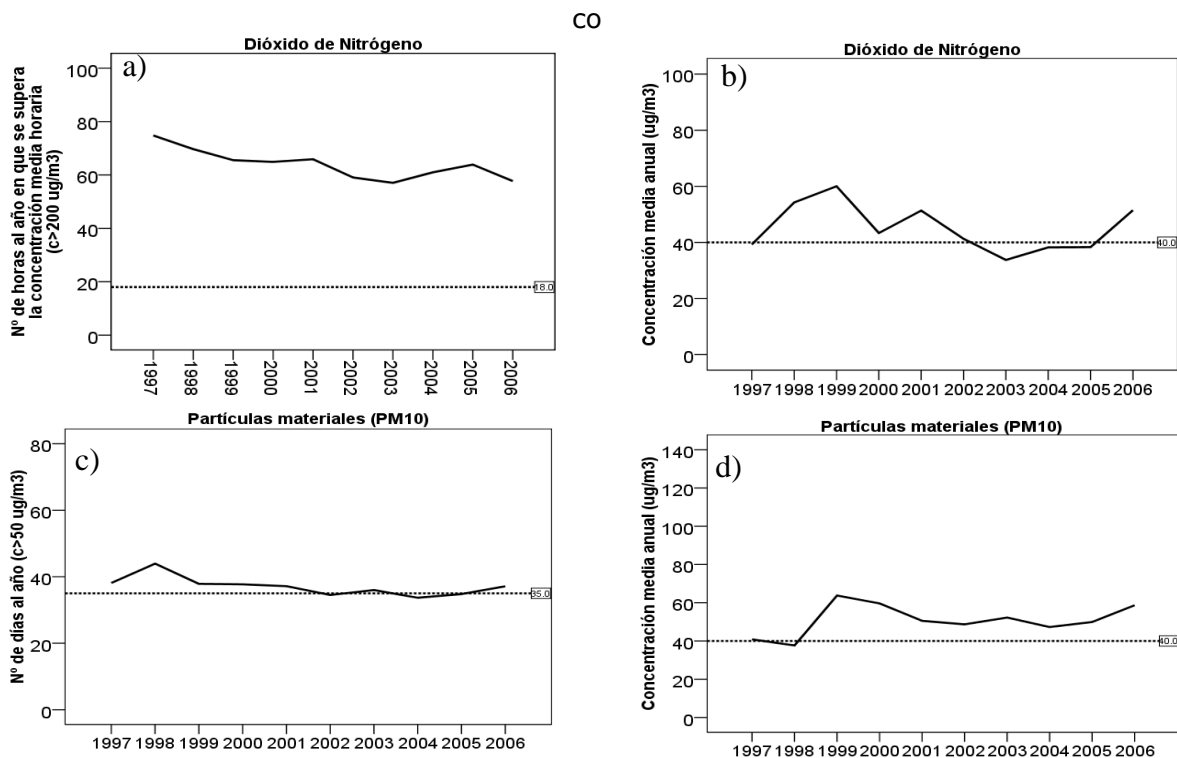 co
Dióxido de Nitrógeno
a)
Nº de horas al año en que se supera
la concentración media horaria
(c>200 ug/m3)
100
80
60
40
20
0
18.0
1997
1998
1999
2000
2001
2002
2003
2004
2005
2006
Dióxido de Nitrógeno
b)
Concentración media anual (ug/m3)
100
80
60
40
20
0
40.0
1997 1998 1999 2000 2001 2002 2003 2004 2005 2006
Partículas materiales (PM10)
c)
Nº de días al año (c>50 ug/m3)
80
60
40
20
0
35.0
1997 1998 1999 2000 2001 2002 2003 2004 2005 2006
Partículas materiales (PM10)
d)
Concentración media anual (ug/m3)
140
120
100
80
60
40
20
0
40.0
1997 1998 1999 2000 2001 2002 2003 2004 2005 2006